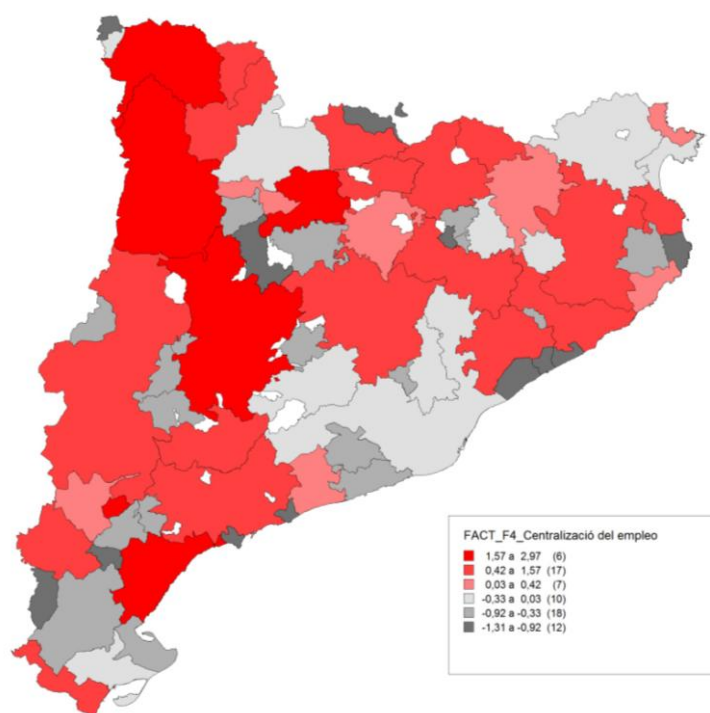 FACT_F4_Centralizació del empleo
1,57 a 2,97 (6)
0,42 a 1,57 (17)
0,03 a 0,42 (7)
-0,33 a 0,03 (10)
-0,92 a -0,33 (18)
-1,31 a -0,92 (12)